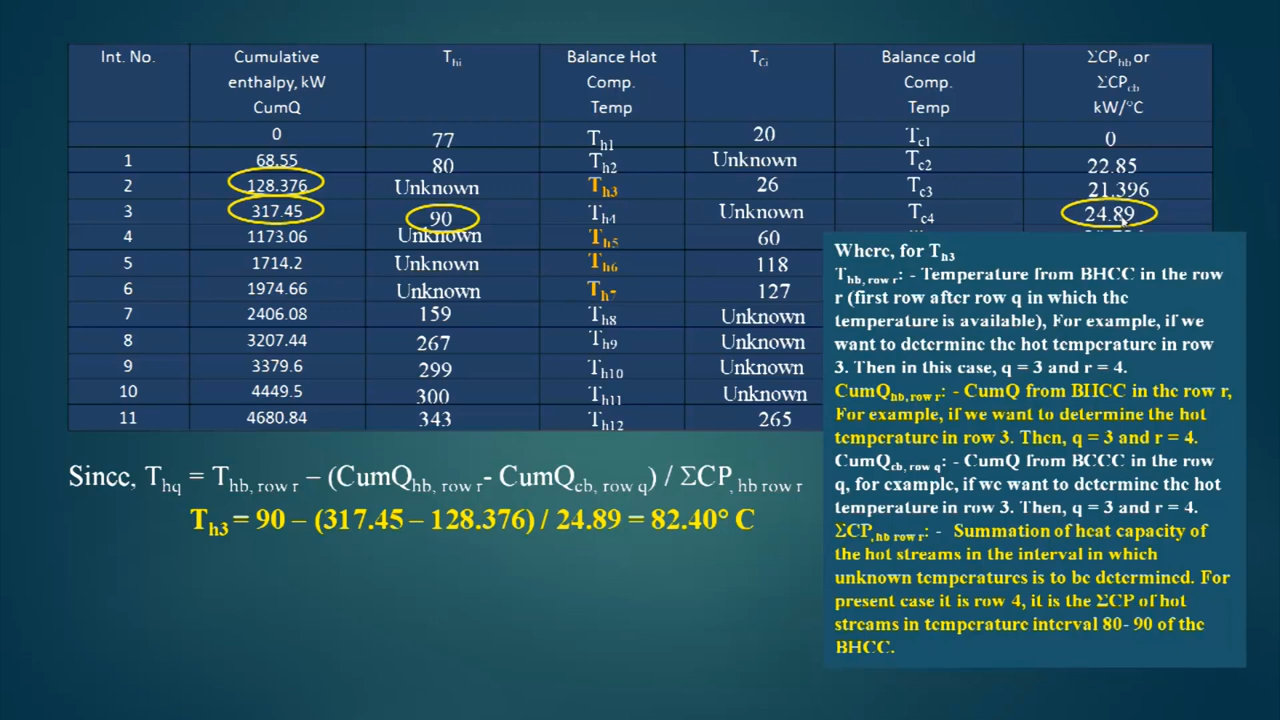 Int. No. Cumulative enthalpy, kW CumQ Thi Balance Hot Comp. Temp TCi Balance cold Comp. Temp ΣCPhb or ΣCPcb kW/°C
0 77 Th1 20 Tc1 0
1 68.55 80 Th2 Unknown Tc2 22.85
2 128.376 Unknown Th3 26 Tc3 21.396
3 317.45 90 Th4 Unknown Tc4 24.89
4 1173.06 Unknown Th5 60
5 1714.2 Unknown Th6 118
6 1974.66 Unknown Th7 127
7 2406.08 159 Th8 Unknown
8 3207.44 267 Th9 Unknown
9 3379.6 299 Th10 Unknown
10 4449.5 300 Th11 Unknown
11 4680.84 343 Th12 265
Since, Thq = Thb, row r – (CumQhb, row r- CumQcb, row q) / ΣCP,hb row r
Th3 = 90 – (317.45 – 128.376) / 24.89 = 82.40° C
Where, for Th3
Thb, row r: - Temperature from BHCC in the row
r (first row after row q in which the
temperature is available), For example, if we
want to determine the hot temperature in row
3. Then in this case, q = 3 and r = 4.
CumQhb, row r: - CumQ from BHCC in the row r,
For example, if we want to determine the hot
temperature in row 3. Then, q = 3 and r = 4.
CumQcb, row q: - CumQ from BCCC in the row
q, for example, if we want to determine the hot
temperature in row 3. Then, q = 3 and r = 4.
ΣCP,hb row r: - Summation of heat capacity of
the hot streams in the interval in which
unknown temperatures is to be determined. For
present case it is row 4, it is the ΣCP of hot
streams in temperature interval 80- 90 of the
BHCC.